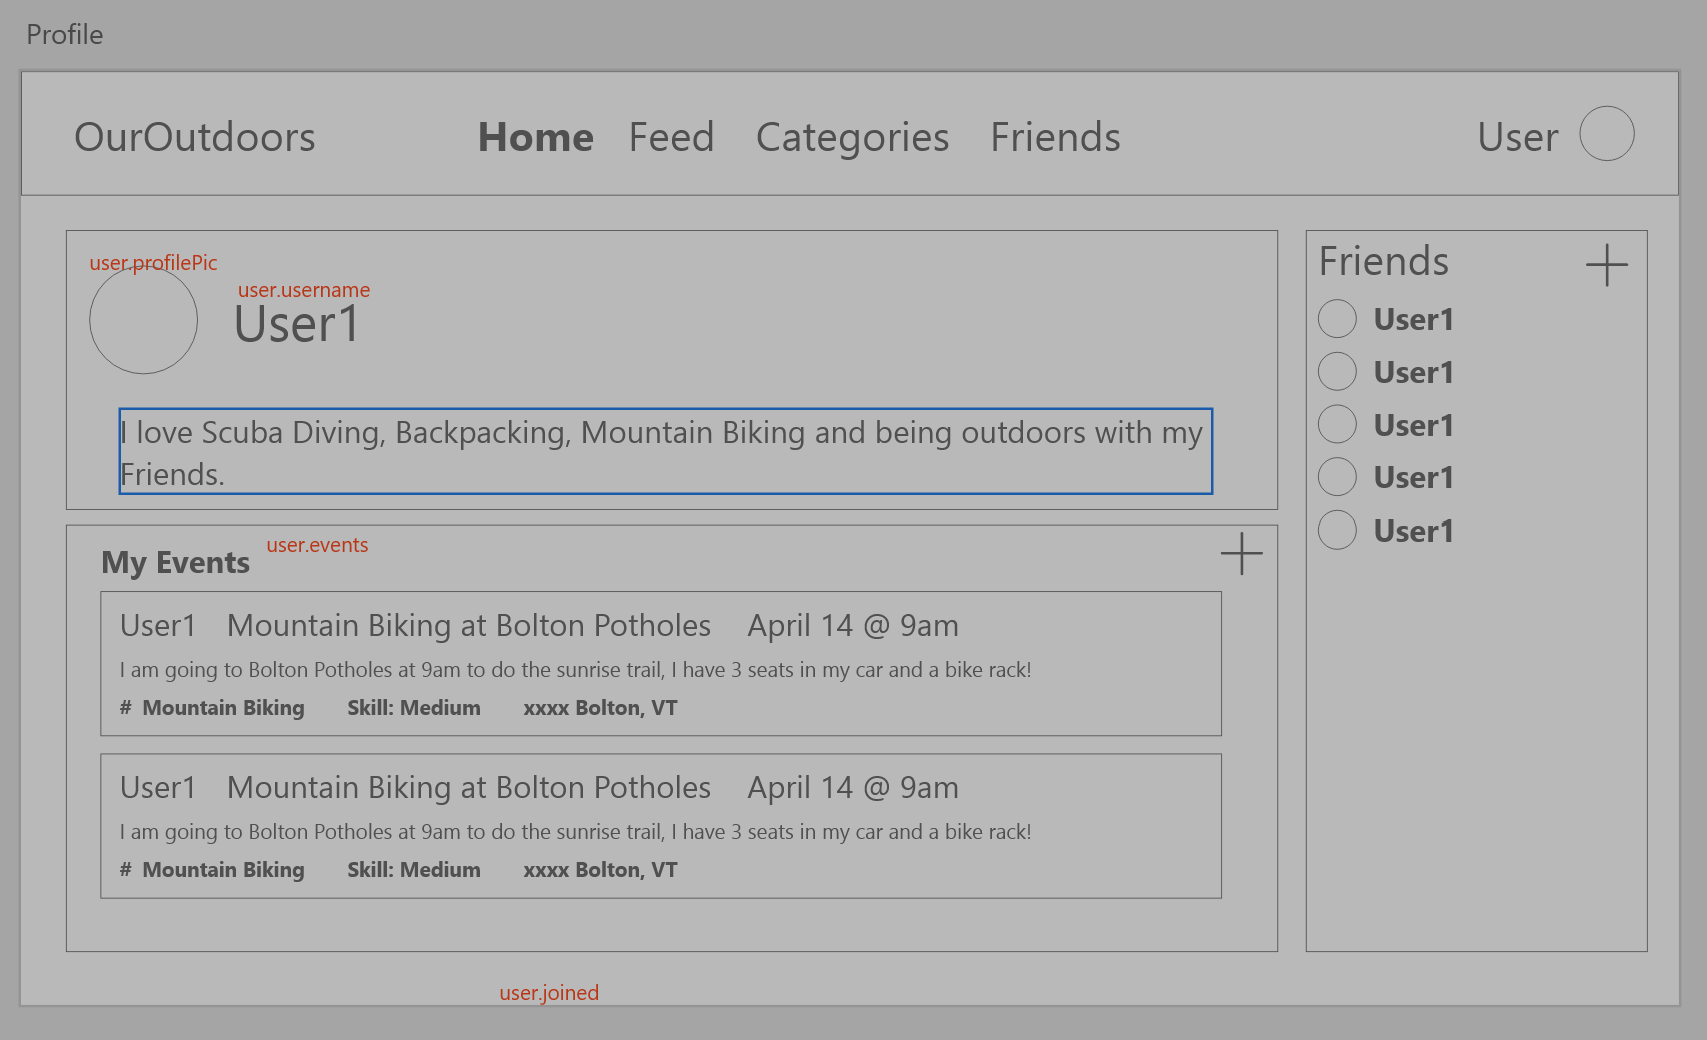 Profile
OurOutdoors Home Feed Categories Friends User
user.profilePic
user.username
User1
I love Scuba Diving, Backpacking, Mountain Biking and being outdoors with my
Friends.
My Events user.events
User1 Mountain Biking at Bolton Potholes April 14 @ 9am
I am going to Bolton Potholes at 9am to do the sunrise trail, I have 3 seats in my car and a bike rack!
# Mountain Biking Skill: Medium xxxx Bolton, VT
User1 Mountain Biking at Bolton Potholes April 14 @ 9am
I am going to Bolton Potholes at 9am to do the sunrise trail, I have 3 seats in my car and a bike rack!
# Mountain Biking Skill: Medium xxxx Bolton, VT
user.joined
Friends
User1
User1
User1
User1
User1